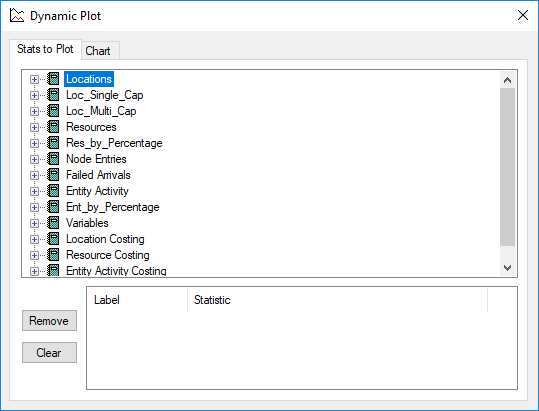 Dynamic Plot
Stats to Plot Chart
Locations
Loc_Single_Cap
Loc_Multi_Cap
Resources
Res_by_Percentage
Node Entries
Failed Arrivals
Entity Activity
Ent_by_Percentage
Variables
Location Costing
Resource Costing
Entity Activity Costing
Label Statistic
Remove
Clear